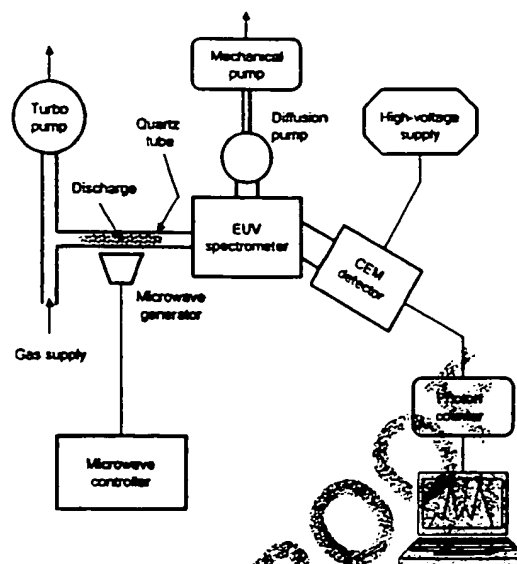 Mechanical
pump
Turbo
pump
Quartz
tube
Diffusion
pump
High-voltage
supply
Discharge
EUV
spectrometer
CEM
detector
Microwave
generator
Gas supply
Photon
counter
Microwave
controller